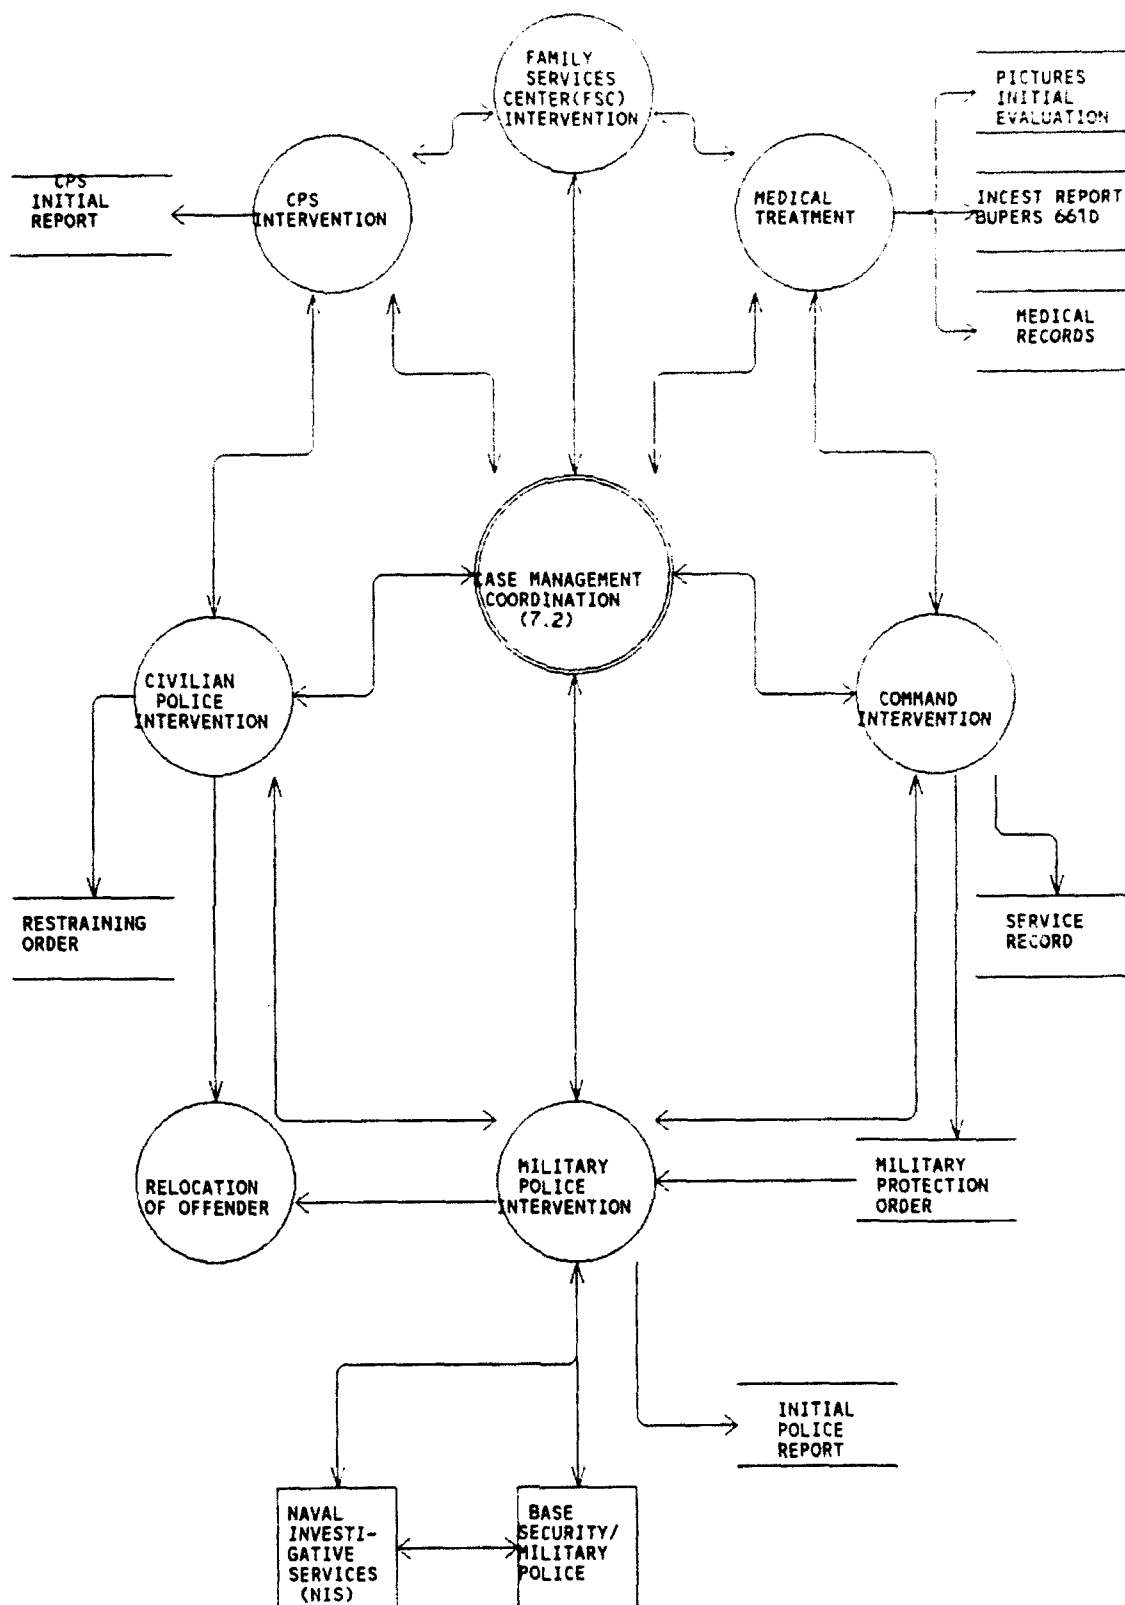 FAMILY
SERVICES
CENTER(FSC)
INTERVENTION
PICTURES
INITIAL
EVALUATION
CPS
INITIAL
REPORT
CPS
INTERVENTION
MEDICAL
TREATMENT
INCEST REPORT
BUPERS 661D
MEDICAL
RECORDS
CASE MANAGEMENT
COORDINATION
(7.2)
CIVILIAN
POLICE
INTERVENTION
COMMAND
INTERVENTION
RESTRAINING
ORDER
SERVICE
RECORD
RELOCATION
OF OFFENDER
MILITARY
POLICE
INTERVENTION
MILITARY
PROTECTION
ORDER
INITIAL
POLICE
REPORT
NAVAL
INVESTI-
GATIVE
SERVICES
(NIS)
BASE
SECURITY/
MILITARY
POLICE